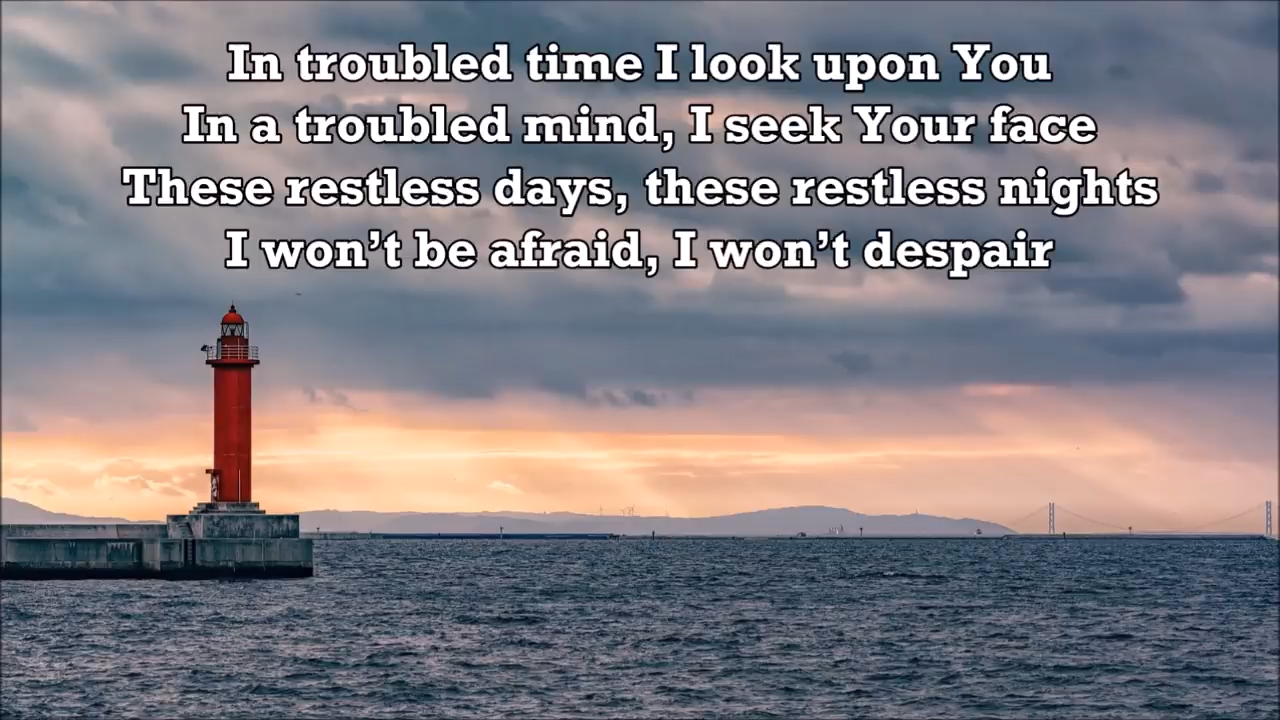 In troubled time I look upon You
In a troubled mind, I seek Your face
These restless days, these restless nights
I won’t be afraid, I won’t despair